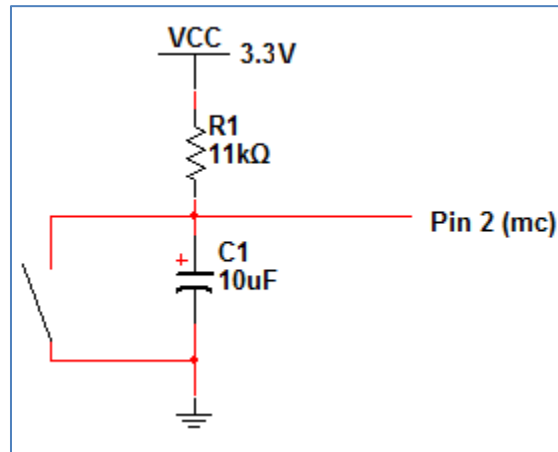 VCC
3.3V
R1
11kΩ
Pin 2 (mc)
+
C1
10uF